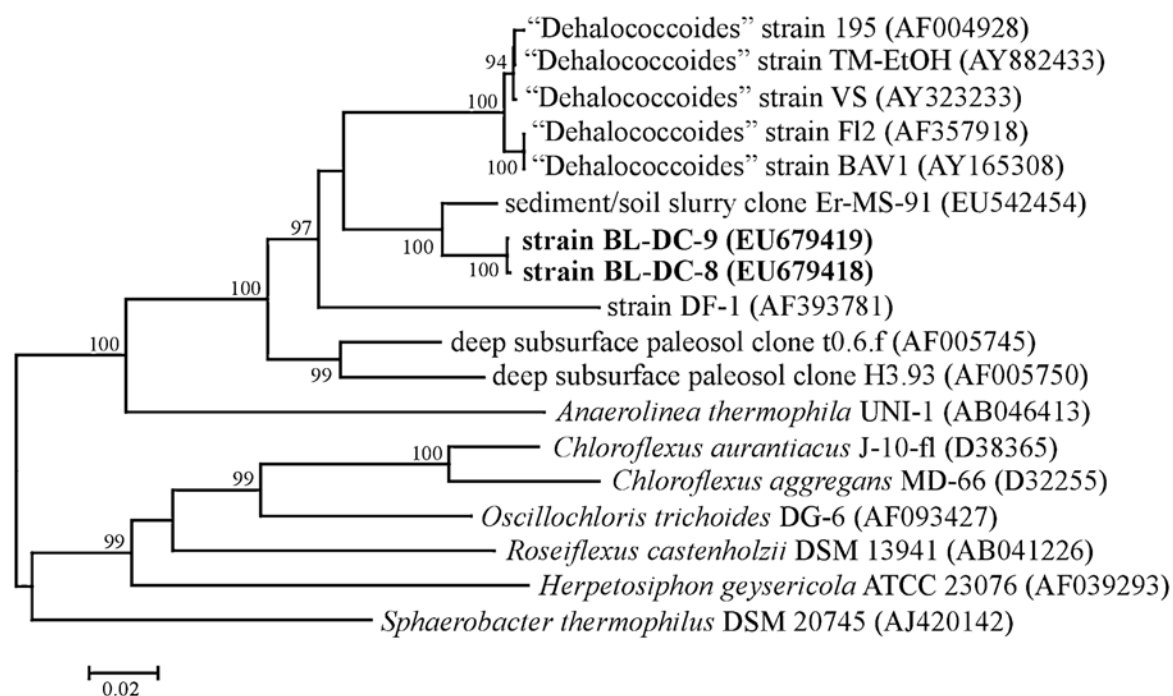 “Dehalococcoides” strain 195 (AF004928)
94
“Dehalococcoides” strain TM-EtOH (AY882433)
“Dehalococcoides” strain VS (AY323233)
100
“Dehalococcoides” strain Fl2 (AF357918)
100
“Dehalococcoides” strain BAV1 (AY165308)
sediment/soil slurry clone Er-MS-91 (EU542454)
97
100
strain BL-DC-9 (EU679419)
100
strain BL-DC-8 (EU679418)
100
strain DF-1 (AF393781)
100
deep subsurface paleosol clone t0.6.f (AF005745)
99
deep subsurface paleosol clone H3.93 (AF005750)
Anaerolinea thermophila UNI-1 (AB046413)
100
Chloroflexus aurantiacus J-10-fl (D38365)
99
Chloroflexus aggregans MD-66 (D32255)
Oscillochloris trichoides DG-6 (AF093427)
99
Roseiflexus castenholzii DSM 13941 (AB041226)
Herpetosiphon geysericola ATCC 23076 (AF039293)
Sphaerobacter thermophilus DSM 20745 (AJ420142)
0.02